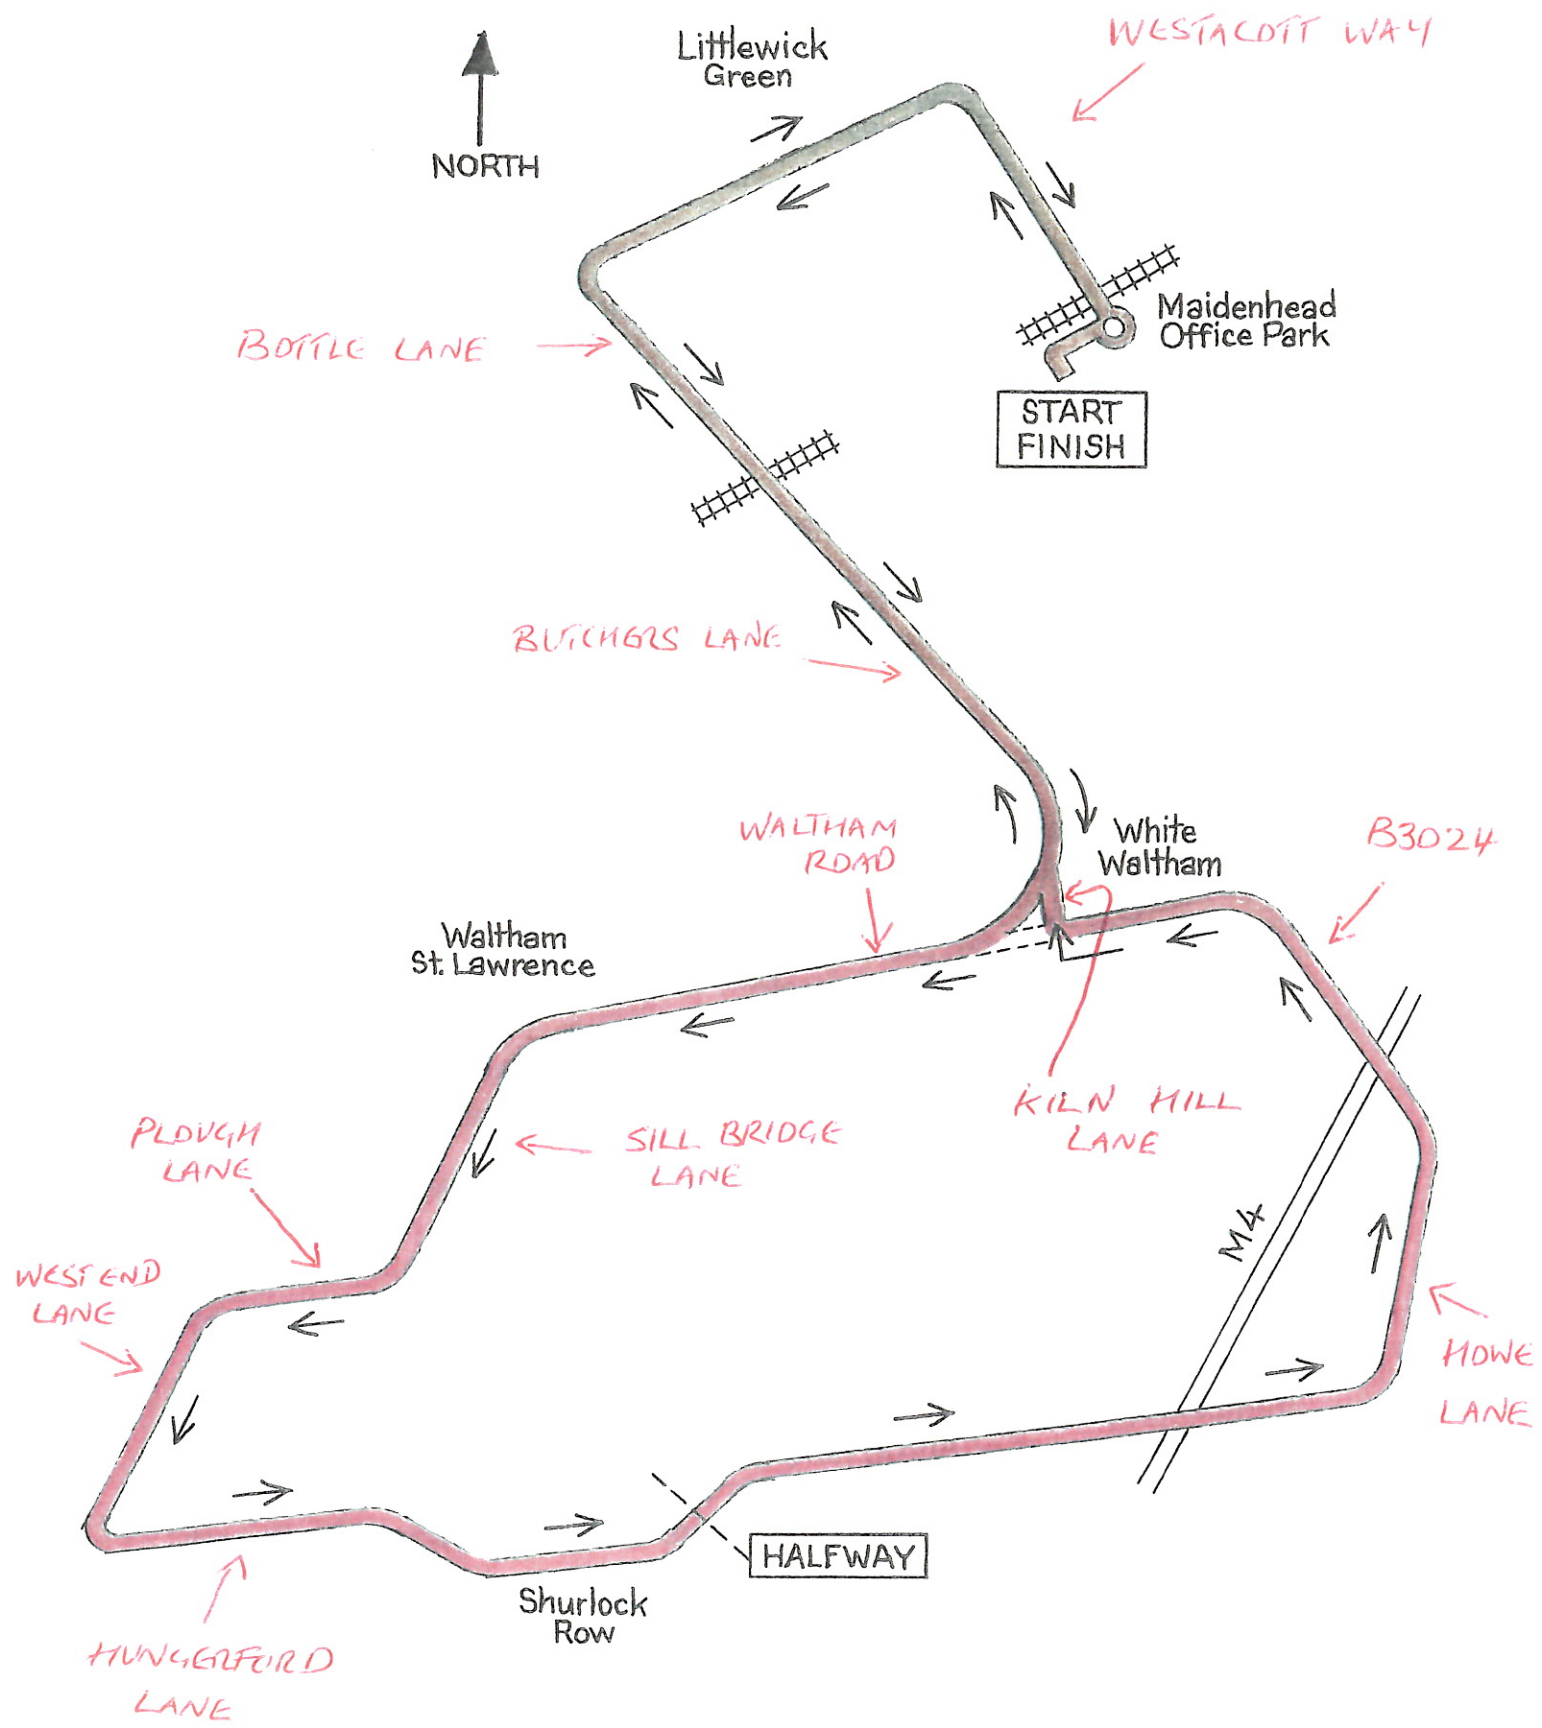 WESTACOTT WAY
Littlewick
Green
NORTH
Maidenhead
Office Park
BOTTLE LANE
START
FINISH
BUTCHERS LANE
WALTHAM
ROAD
White
Waltham
B3024
Waltham
St. Lawrence
KILN HILL
LANE
PLOUGH
LANE
SILL BRIDGE
LANE
M4
WEST END
LANE
HOWE
LANE
HALFWAY
Shurlock
Row
HUNGERFORD
LANE